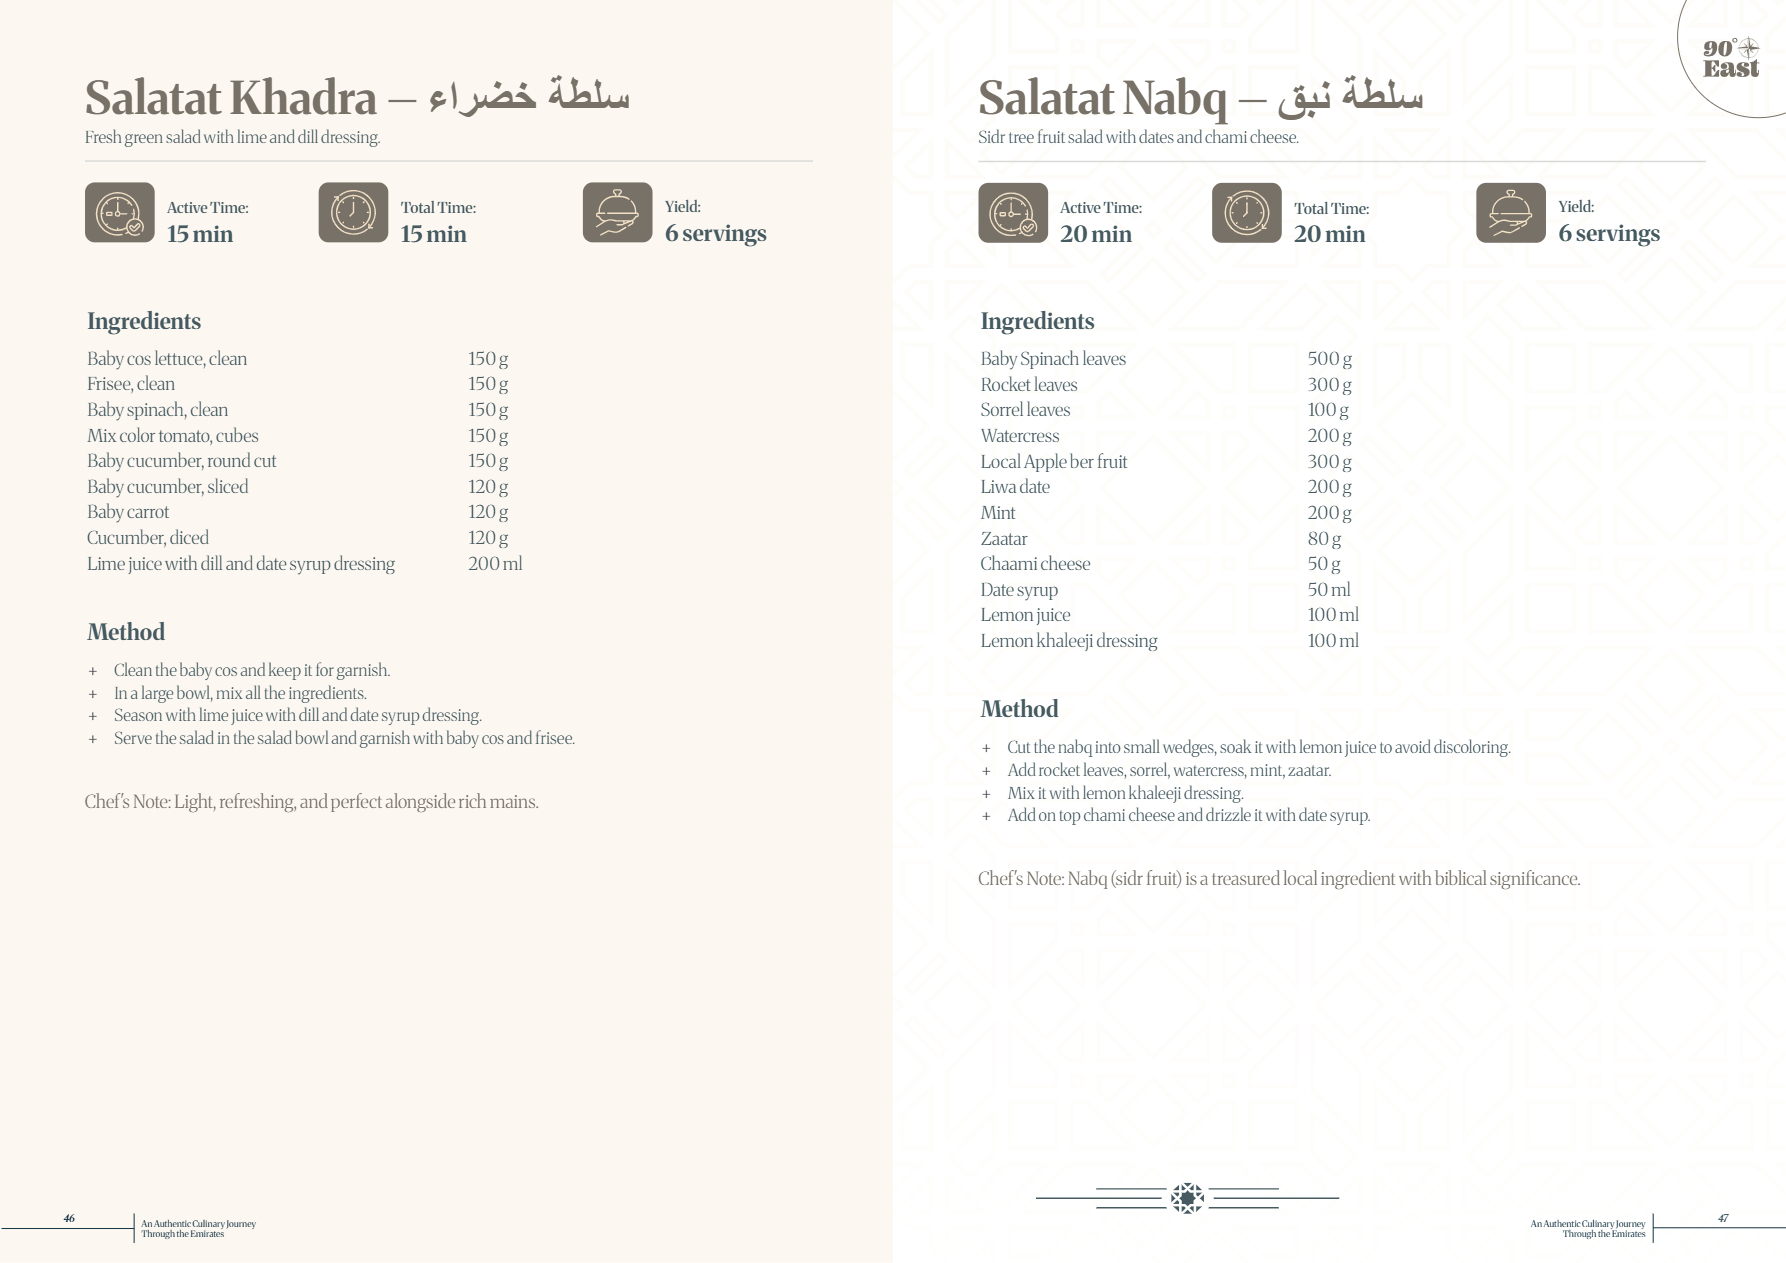 Salatat Khadra – سلطة خضراء
Fresh green salad with lime and dill dressing.
Active Time:
15 min
Total Time:
15 min
Yield:
6 servings
Ingredients
Baby cos lettuce, clean 150 g
Frisee, clean 150 g
Baby spinach, clean 150 g
Mix color tomato, cubes 150 g
Baby cucumber, round cut 150 g
Baby cucumber, sliced 120 g
Baby carrot 120 g
Cucumber, diced 120 g
Lime juice with dill and date syrup dressing 200 ml
Method
+ Clean the baby cos and keep it for garnish.
+ In a large bowl, mix all the ingredients.
+ Season with lime juice with dill and date syrup dressing.
+ Serve the salad in the salad bowl and garnish with baby cos and frisee.
Chef's Note: Light, refreshing, and perfect alongside rich mains.
46
An Authentic Culinary Journey
Through the Emirates
90°
East
Salatat Nabq – سلطة نبق
Sidr tree fruit salad with dates and chami cheese.
Active Time:
20 min
Total Time:
20 min
Yield:
6 servings
Ingredients
Baby Spinach leaves 500 g
Rocket leaves 300 g
Sorrel leaves 100 g
Watercress 200 g
Local Apple ber fruit 300 g
Liwa date 200 g
Mint 200 g
Zaatar 80 g
Chaami cheese 50 g
Date syrup 50 ml
Lemon juice 100 ml
Lemon khaleeji dressing 100 ml
Method
+ Cut the nabq into small wedges, soak it with lemon juice to avoid discoloring.
+ Add rocket leaves, sorrel, watercress, mint, zaatar.
+ Mix it with lemon khaleeji dressing.
+ Add on top chami cheese and drizzle it with date syrup.
Chef's Note: Nabq (sidr fruit) is a treasured local ingredient with biblical significance.
An Authentic Culinary Journey
Through the Emirates
47